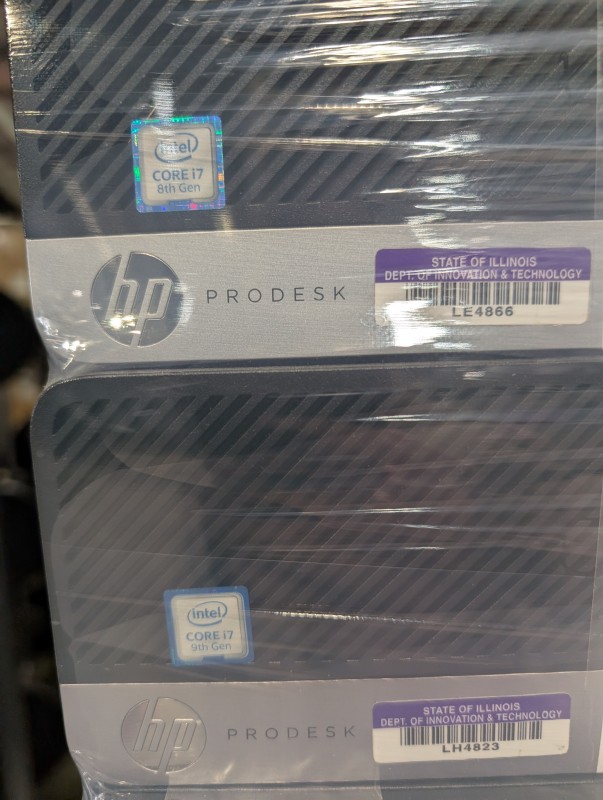 intel
CORE i7
8th Gen
hp
PRODESK
STATE OF ILLINOIS
DEPT. OF INNOVATION & TECHNOLOGY
LE4866
intel
CORE i7
9th Gen
hp
PRODESK
STATE OF ILLINOIS
DEPT. OF INNOVATION & TECHNOLOGY
LH4823